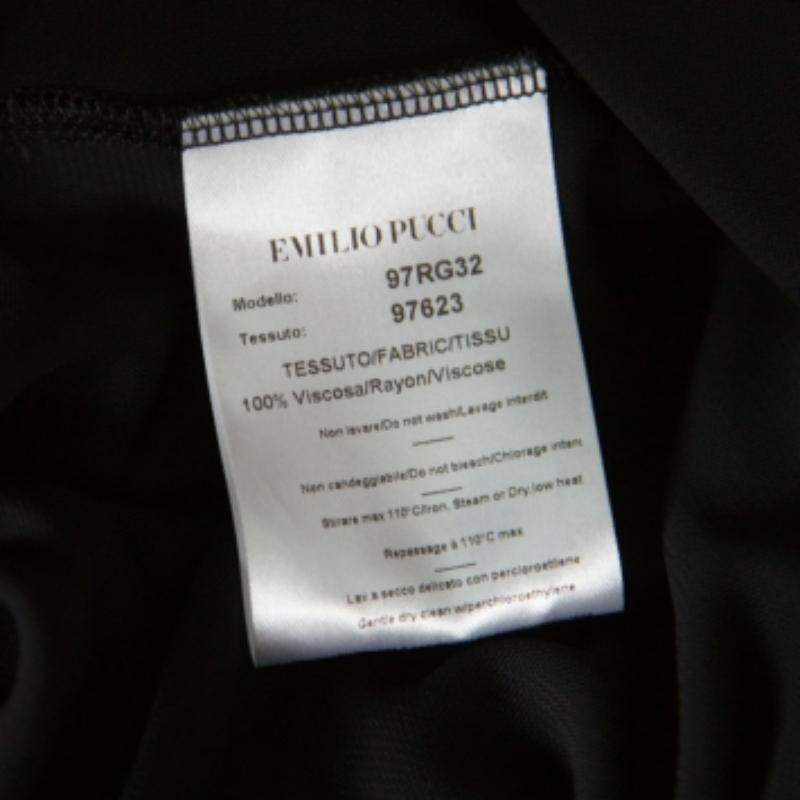 EMILIO PUCCI
Modello: 97RG32
Tessuto: 97623
TESSUTO/FABRIC/TISSU
100% Viscosa/Rayon/Viscose
Non lavare/Do not wash/Lavage interdit
Non candeggiabile/Do not bleach/Chlorage inter
Stirare max 110°C/Iron, Steam or Dry, low heat
Repassage à 110°C max
Lav a secco delicato con percloroetilene
Gentle dry clean w/perchloroethylene